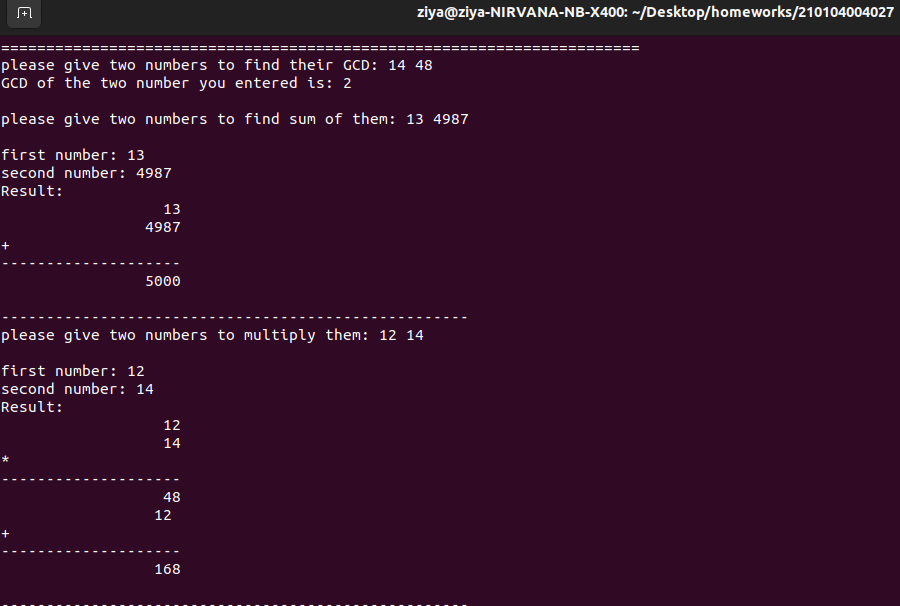 ziya@ziya-NIRVANA-NB-X400: ~/Desktop/homeworks/210104004027
=======================================================================
please give two numbers to find their GCD: 14 48
GCD of the two number you entered is: 2
please give two numbers to find sum of them: 13 4987
first number: 13
second number: 4987
Result:
                  13
                4987
+
--------------------
                5000
----------------------------------------------------
please give two numbers to multiply them: 12 14
first number: 12
second number: 14
Result:
                  12
                  14
*
--------------------
                  48
                 12
+
--------------------
                 168
----------------------------------------------------